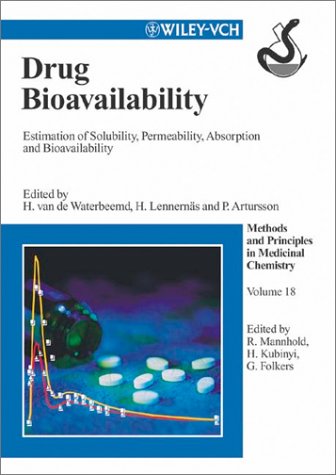 WILEY-VCH
Drug
Bioavailability
Estimation of Solubility, Permeability, Absorption
and Bioavailability
Edited by
H. van de Waterbeemd, H. Lennernäs and P. Artursson
Methods
and Principles
in Medicinal
Chemistry
Volume 18
Edited by
R. Mannhold,
H. Kubinyi,
G. Folkers